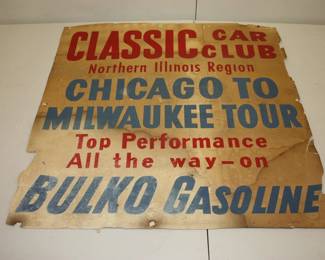 CLASSIC CAR CLUB
Northern Illinois Region
CHICAGO TO
MILWAUKEE TOUR
Top Performance
All the way-on
BULKO GASOLINE